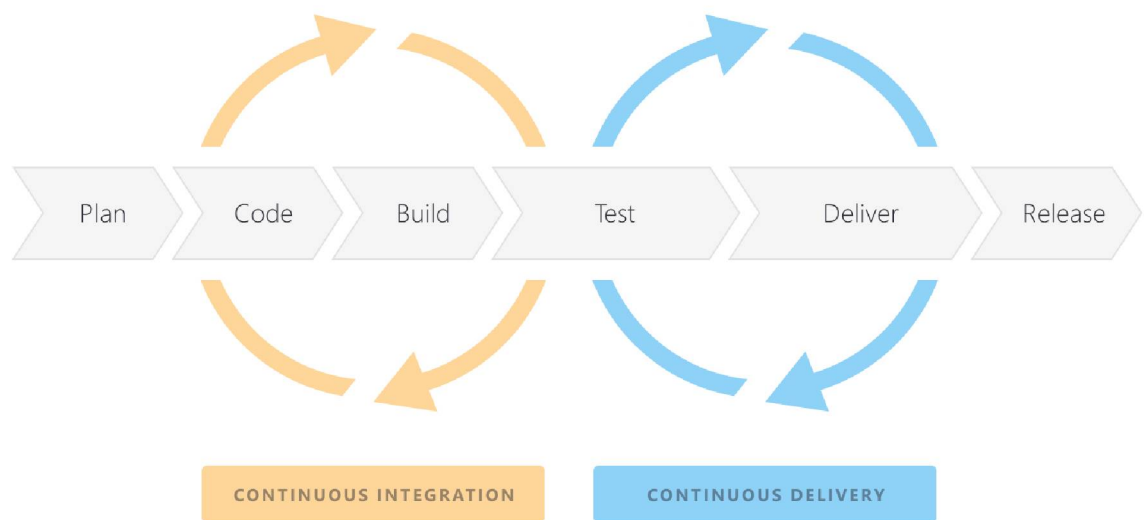 Plan
Code
Build
Test
Deliver
Release
CONTINUOUS INTEGRATION
CONTINUOUS DELIVERY